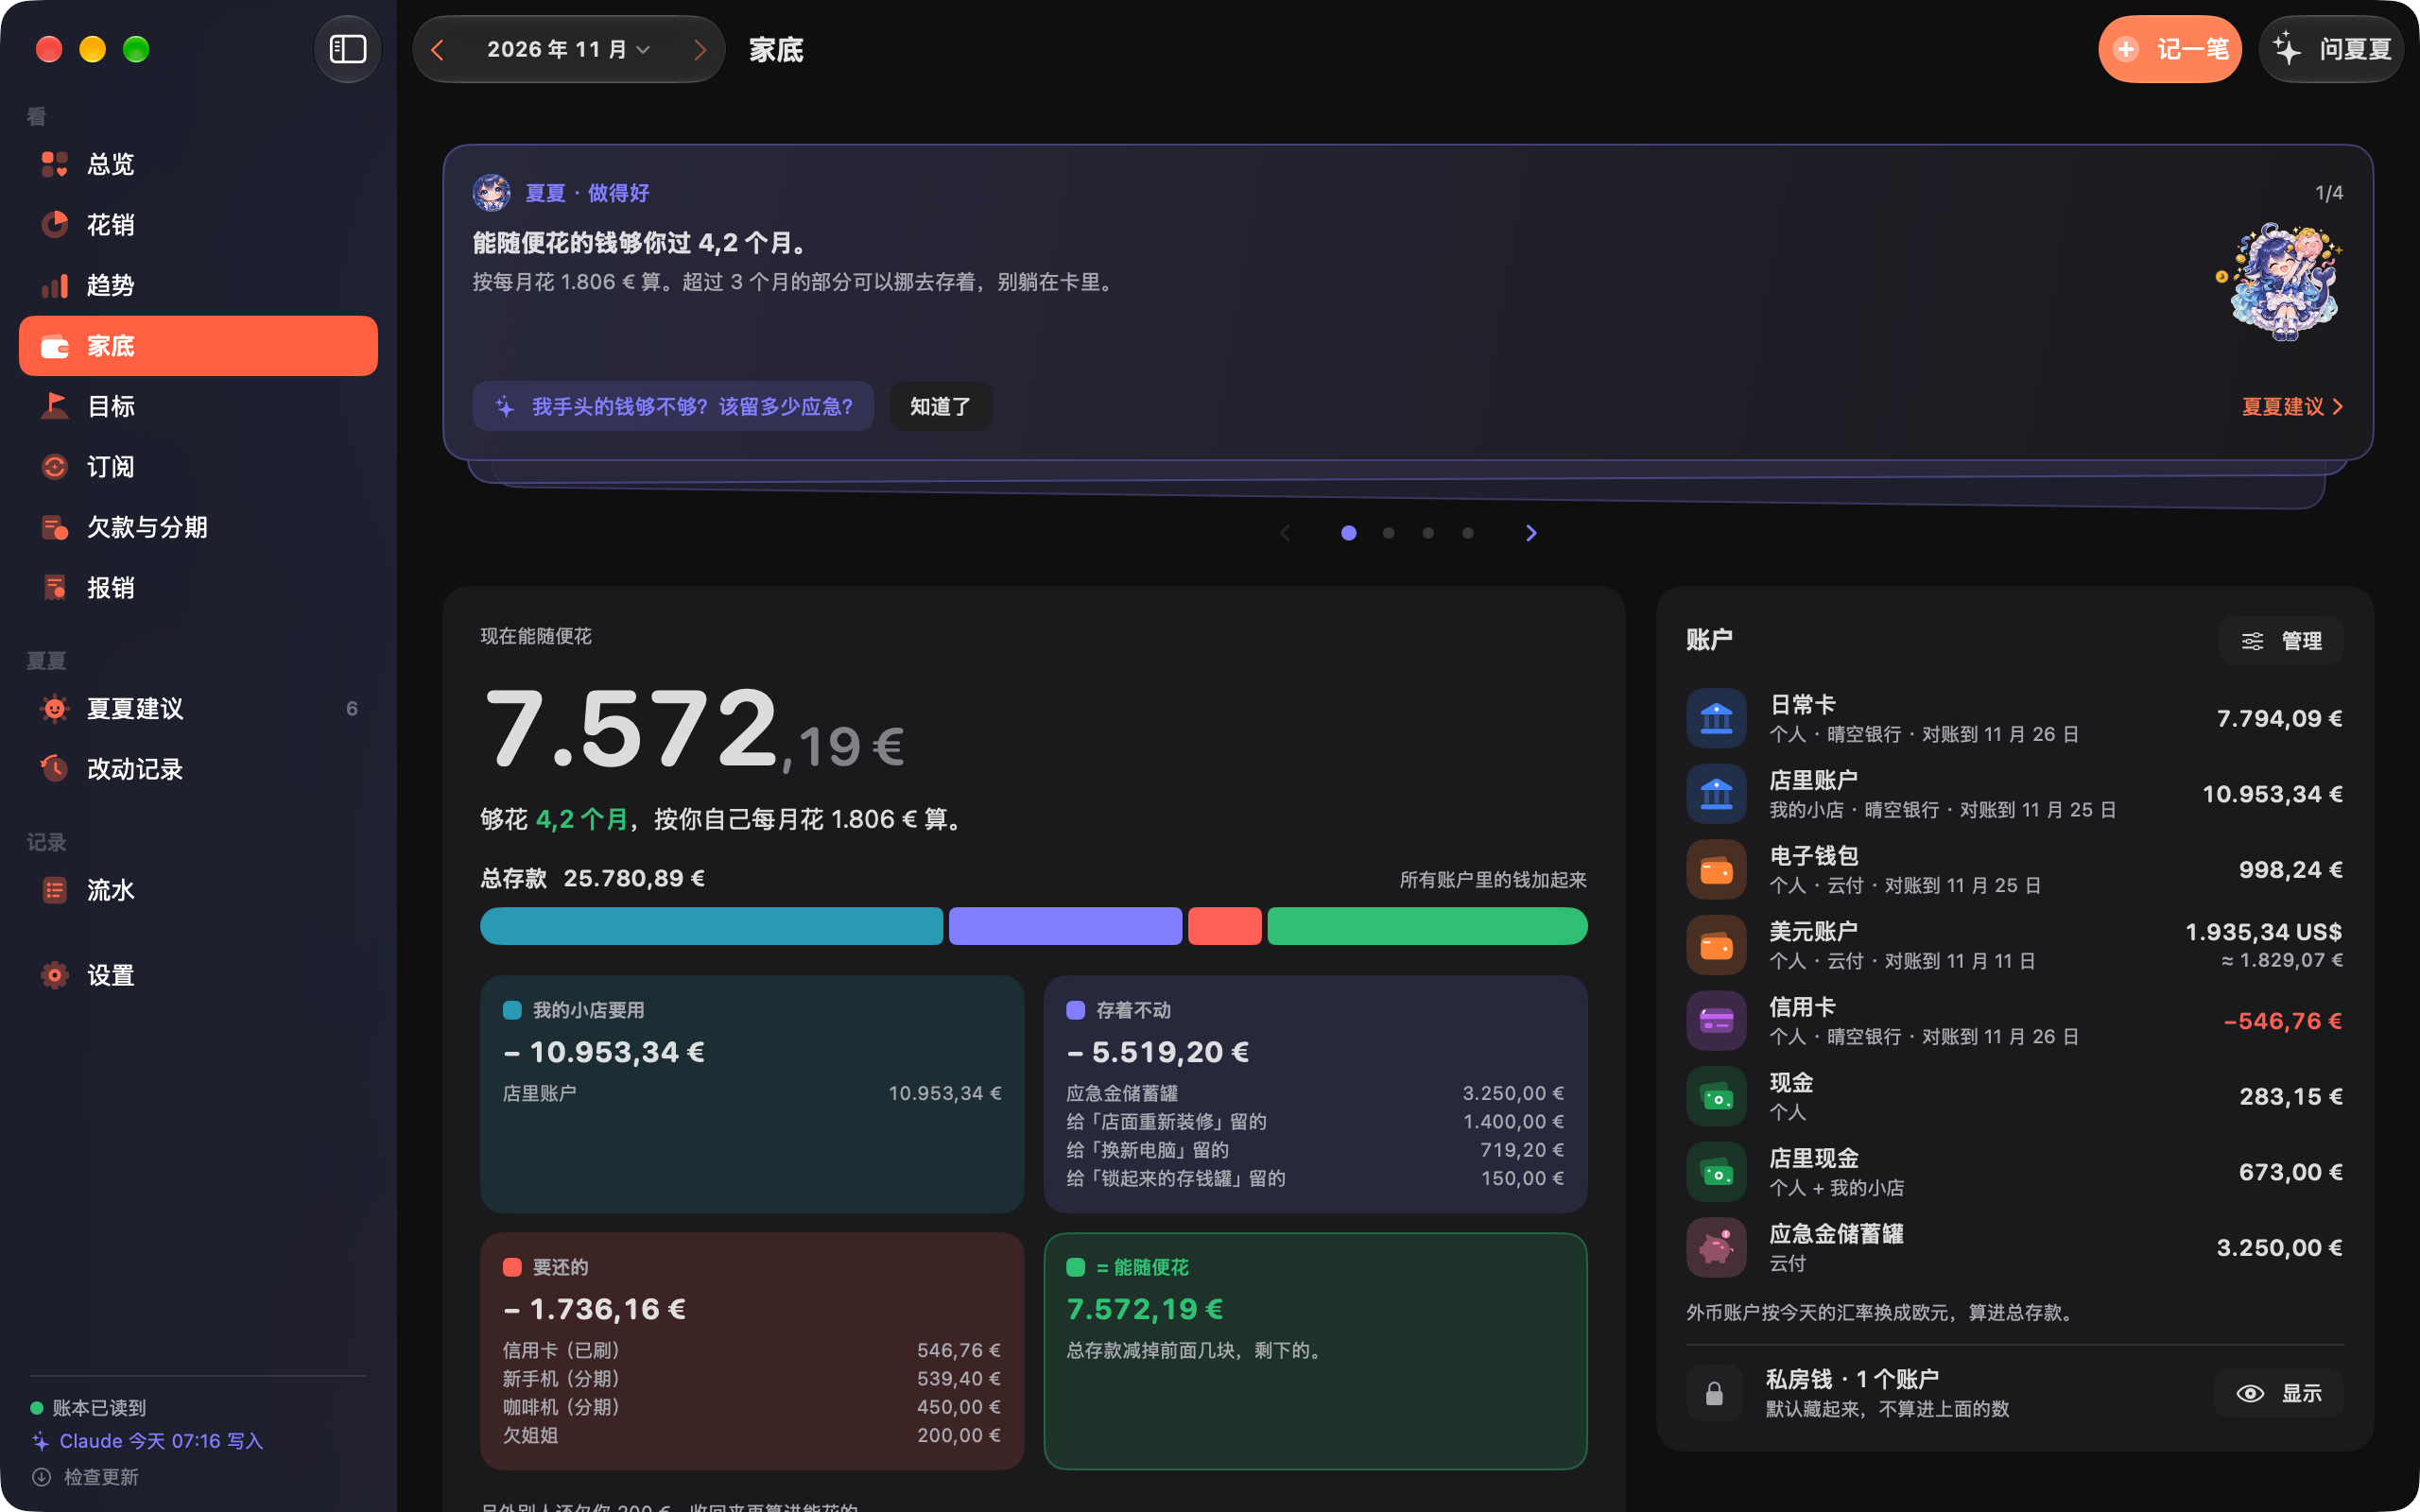 2026 年 11 月
家底
记一笔
问夏夏
看
总览
花销
趋势
家底
目标
订阅
欠款与分期
报销
夏夏
夏夏建议
6
改动记录
记录
流水
设置
账本已读到
Claude 今天 07:16 写入
检查更新
夏夏 · 做得好
1/4
能随便花的钱够你过 4,2 个月。
按每月花 1.806 € 算。超过 3 个月的部分可以挪去存着，别躺在卡里。
我手头的钱够不够？该留多少应急？
知道了
夏夏建议
现在能随便花
7.572,19 €
够花 4,2 个月，按你自己每月花 1.806 € 算。
总存款 25.780,89 €
所有账户里的钱加起来
我的小店要用
– 10.953,34 €
店里账户 10.953,34 €
存着不动
– 5.519,20 €
应急金储蓄罐 3.250,00 €
给「店面重新装修」留的 1.400,00 €
给「换新电脑」留的 719,20 €
给「锁起来的存钱罐」留的 150,00 €
要还的
– 1.736,16 €
信用卡（已刷） 546,76 €
新手机（分期） 539,40 €
咖啡机（分期） 450,00 €
欠姐姐 200,00 €
= 能随便花
7.572,19 €
总存款减掉前面几块，剩下的。
另外别人还欠你 200 €，收回来再算进能花的
账户
管理
日常卡
个人 · 晴空银行 · 对账到 11 月 26 日
7.794,09 €
店里账户
我的小店 · 晴空银行 · 对账到 11 月 25 日
10.953,34 €
电子钱包
个人 · 云付 · 对账到 11 月 25 日
998,24 €
美元账户
个人 · 云付 · 对账到 11 月 11 日
1.935,34 US$
≈ 1.829,07 €
信用卡
个人 · 晴空银行 · 对账到 11 月 26 日
–546,76 €
现金
个人
283,15 €
店里现金
个人 + 我的小店
673,00 €
应急金储蓄罐
云付
3.250,00 €
外币账户按今天的汇率换成欧元，算进总存款。
私房钱 · 1 个账户
默认藏起来，不算进上面的数
显示